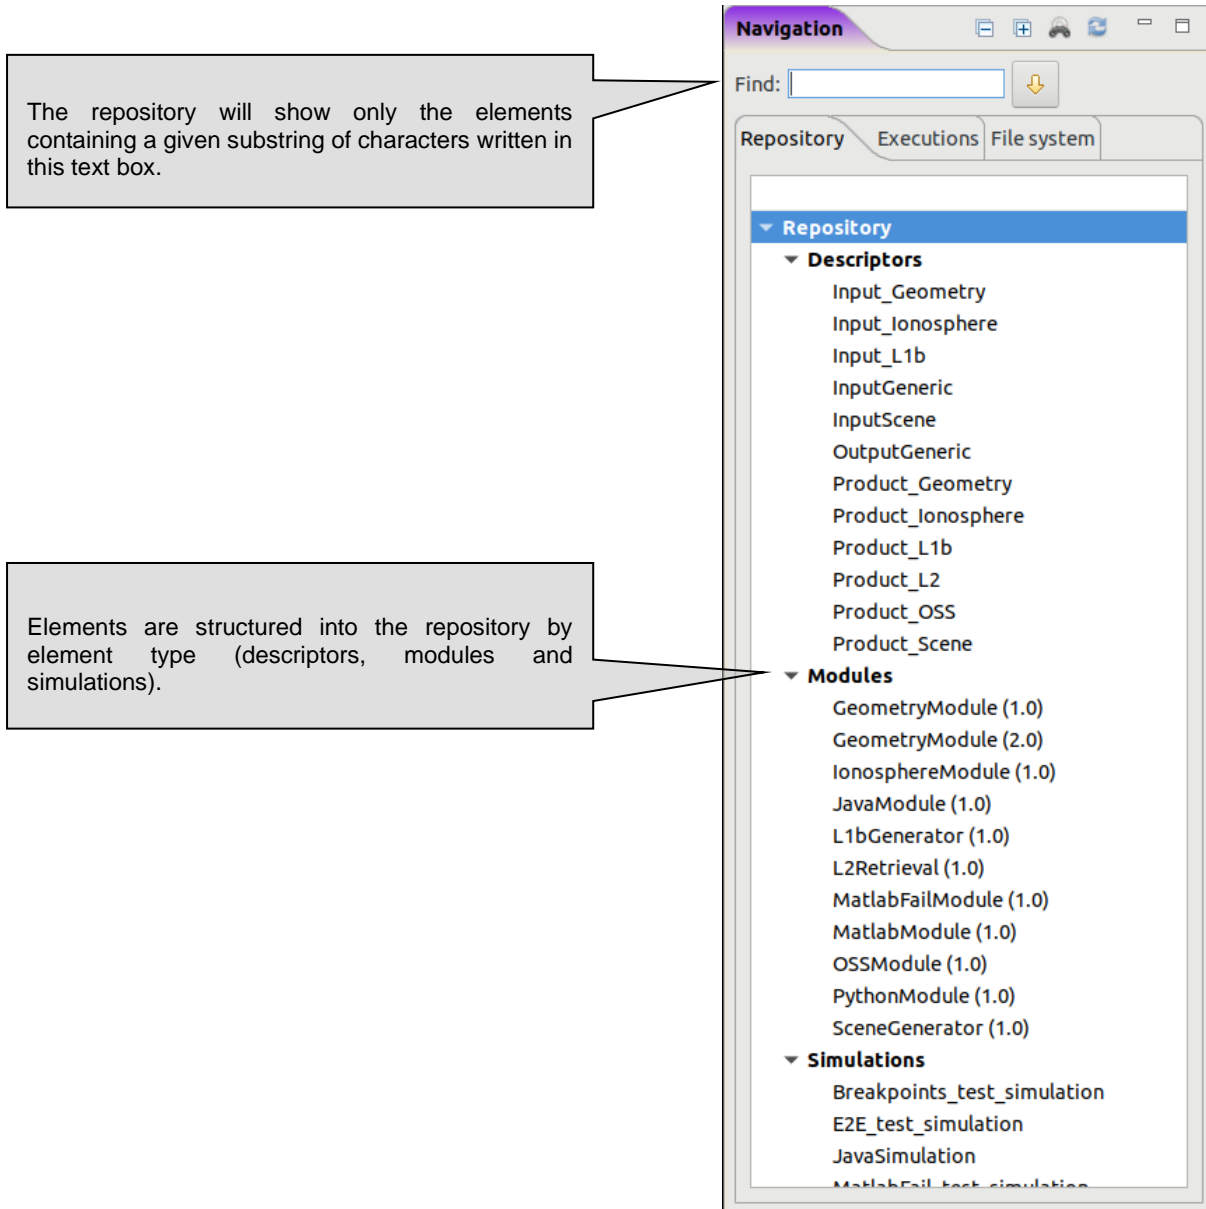 Navigation
Find:
Repository Executions File system
The repository will show only the elements
containing a given substring of characters written in
this text box.
Repository
Descriptors
Input_Geometry
Input_Ionosphere
Input_L1b
InputGeneric
InputScene
OutputGeneric
Product_Geometry
Product_Ionosphere
Product_L1b
Product_L2
Product_OSS
Product_Scene
Elements are structured into the repository by
element type (descriptors, modules and
simulations).
Modules
GeometryModule (1.0)
GeometryModule (2.0)
IonosphereModule (1.0)
JavaModule (1.0)
L1bGenerator (1.0)
L2Retrieval (1.0)
MatlabFailModule (1.0)
MatlabModule (1.0)
OSSModule (1.0)
PythonModule (1.0)
SceneGenerator (1.0)
Simulations
Breakpoints_test_simulation
E2E_test_simulation
JavaSimulation
MatlabFail_test_simulation